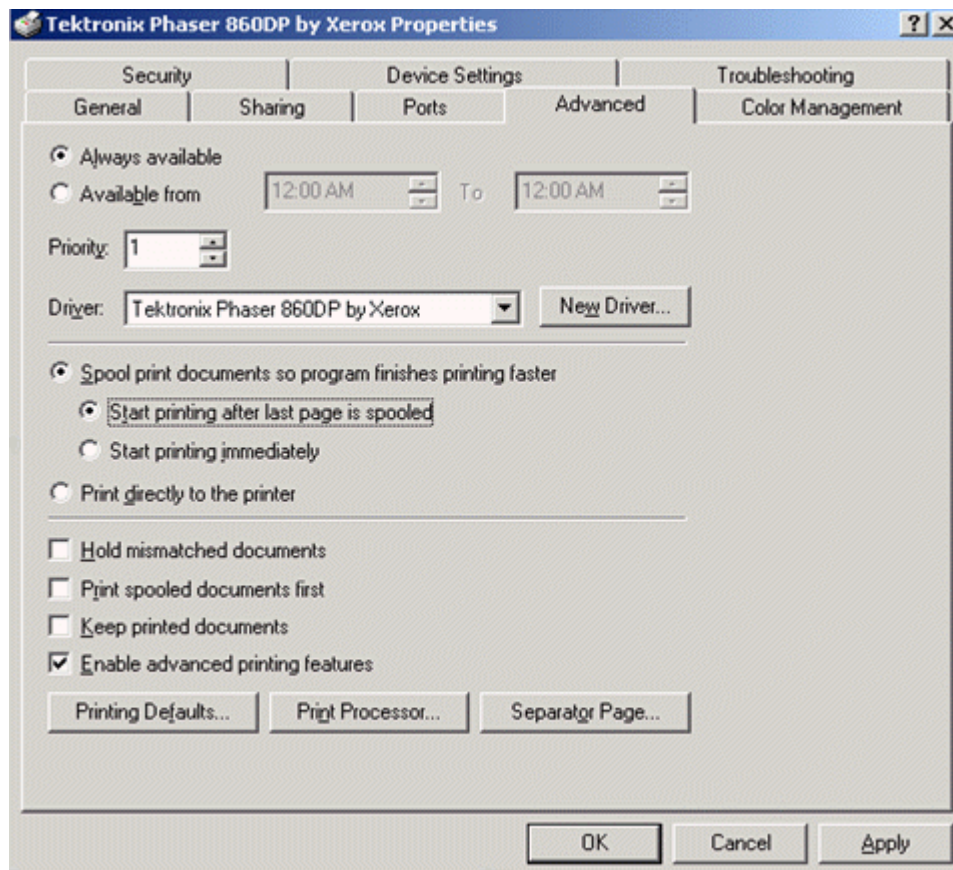 Tektronix Phaser 860DP by Xerox Properties
Security Device Settings Troubleshooting
General Sharing Ports Advanced Color Management
Always available
Available from 12:00 AM To 12:00 AM
Priority: 1
Driver: Tektronix Phaser 860DP by Xerox New Driver...
Spool print documents so program finishes printing faster
Start printing after last page is spooled
Start printing immediately
Print directly to the printer
Hold mismatched documents
Print spooled documents first
Keep printed documents
Enable advanced printing features
Printing Defaults... Print Processor... Separator Page...
OK Cancel Apply